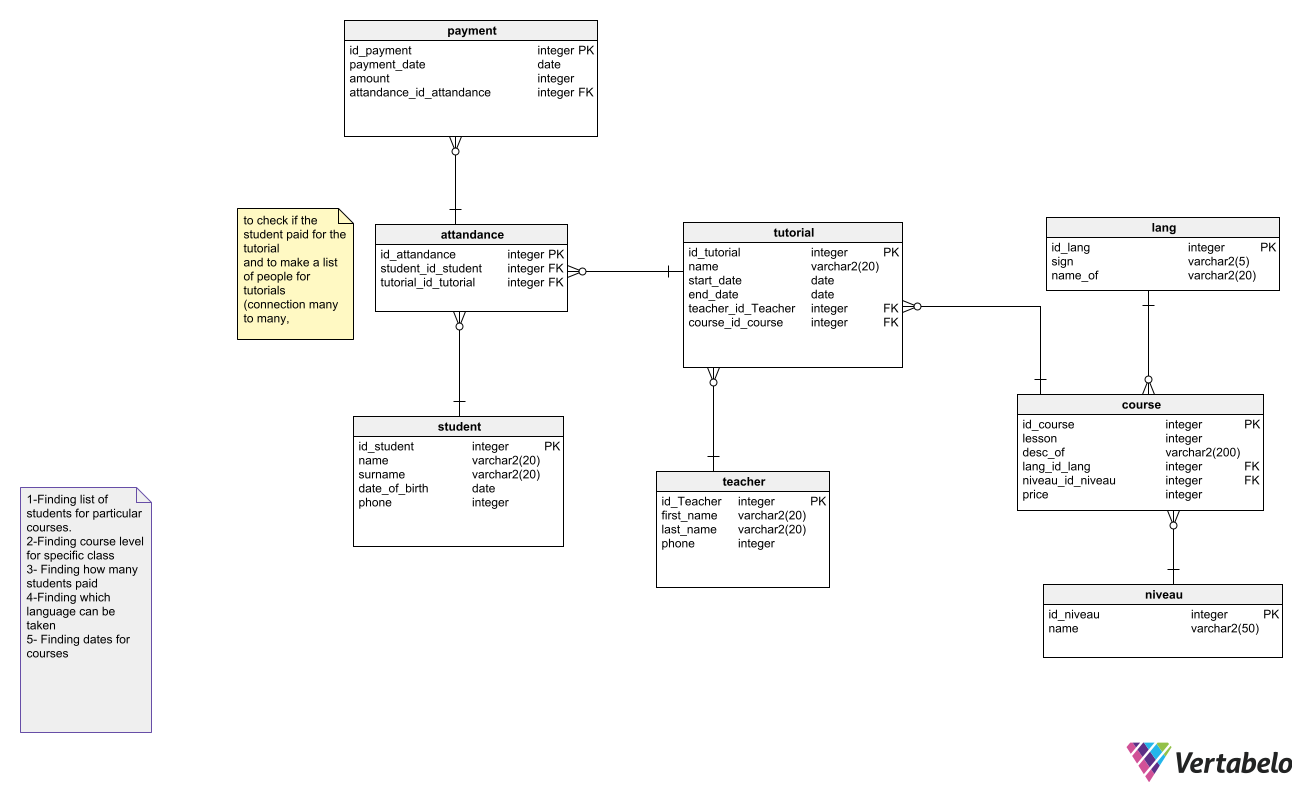 payment
id_payment integer PK
payment_date date
amount integer
attandance_id_attandance integer FK
to check if the
student paid for the
tutorial
and to make a list
of people for
tutorials
(connection many
to many,
attandance
id_attandance integer PK
student_id_student integer FK
tutorial_id_tutorial integer FK
tutorial
id_tutorial integer PK
name varchar2(20)
start_date date
end_date date
teacher_id_Teacher integer FK
course_id_course integer FK
lang
id_lang integer PK
sign varchar2(5)
name_of varchar2(20)
student
id_student integer PK
name varchar2(20)
surname varchar2(20)
date_of_birth date
phone integer
teacher
id_Teacher integer PK
first_name varchar2(20)
last_name varchar2(20)
phone integer
course
id_course integer PK
lesson integer
desc_of varchar2(200)
lang_id_lang integer FK
niveau_id_niveau integer FK
price integer
1-Finding list of
students for particular
courses.
2-Finding course level
for specific class
3- Finding how many
students paid
4-Finding which
language can be
taken
5- Finding dates for
courses
niveau
id_niveau integer PK
name varchar2(50)
Vertabelo